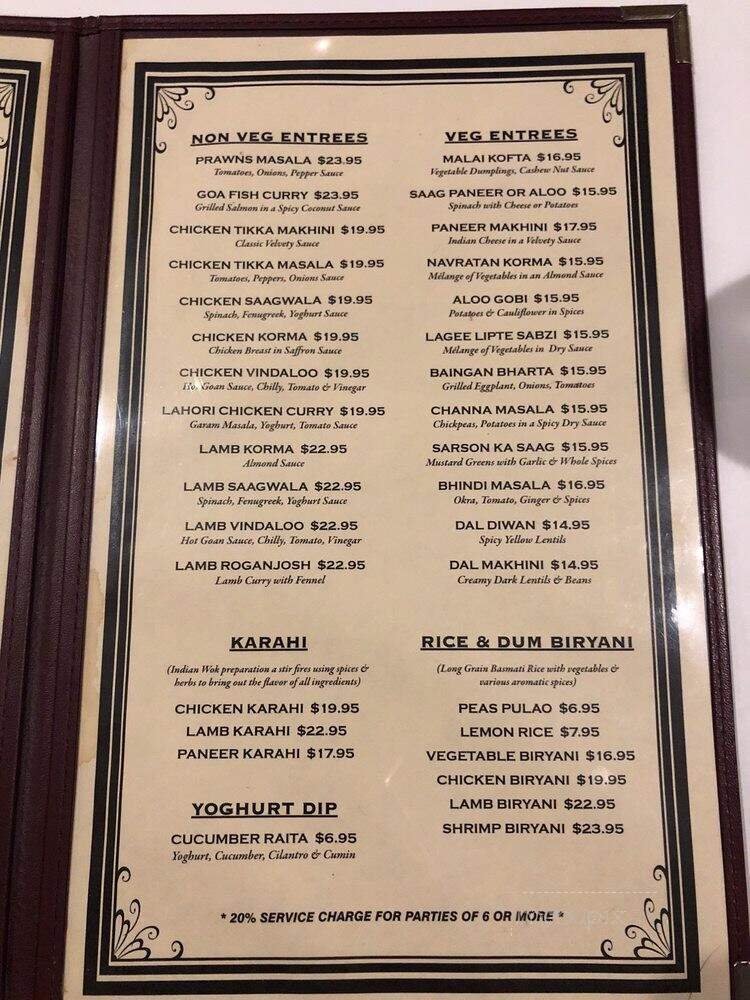 NON VEG ENTREES
PRAWNS MASALA $23.95
Tomatoes, Onions, Pepper Sauce
GOA FISH CURRY $23.95
Grilled Salmon in a Spicy Coconut Sauce
CHICKEN TIKKA MAKHINI $19.95
Classic Velvety Sauce
CHICKEN TIKKA MASALA $19.95
Tomatoes, Peppers, Onions Sauce
CHICKEN SAAGWALA $19.95
Spinach, Fenugreek, Yoghurt Sauce
CHICKEN KORMA $19.95
Chicken Breast in Saffron Sauce
CHICKEN VINDALOO $19.95
Hot Goan Sauce, Chilly, Tomato & Vinegar
LAHORI CHICKEN CURRY $19.95
Garam Masala, Yoghurt, Tomato Sauce
LAMB KORMA $22.95
Almond Sauce
LAMB SAAGWALA $22.95
Spinach, Fenugreek, Yoghurt Sauce
LAMB VINDALOO $22.95
Hot Goan Sauce, Chilly, Tomato, Vinegar
LAMB ROGANJOSH $22.95
Lamb Curry with Fennel
KARAHI
(Indian Wok preparation a stir fires using spices &
herbs to bring out the flavor of all ingredients)
CHICKEN KARAHI $19.95
LAMB KARAHI $22.95
PANEER KARAHI $17.95
YOGHURT DIP
CUCUMBER RAITA $6.95
Yoghurt, Cucumber, Cilantro & Cumin
VEG ENTREES
MALAI KOFTA $16.95
Vegetable Dumplings, Cashew Nut Sauce
SAAG PANEER OR ALOO $15.95
Spinach with Cheese or Potatoes
PANEER MAKHINI $17.95
Indian Cheese in a Velvety Sauce
NAVRATAN KORMA $15.95
Mélange of Vegetables in an Almond Sauce
ALOO GOBI $15.95
Potatoes & Cauliflower in Spices
LAGEE LIPTE SABZI $15.95
Mélange of Vegetables in Dry Sauce
BAINGAN BHARTA $15.95
Grilled Eggplant, Onions, Tomatoes
CHANNA MASALA $15.95
Chickpeas, Potatoes in a Spicy Dry Sauce
SARSON KA SAAG $15.95
Mustard Greens with Garlic & Whole Spices
BHINDI MASALA $16.95
Okra, Tomato, Ginger & Spices
DAL DIWAN $14.95
Spicy Yellow Lentils
DAL MAKHINI $14.95
Creamy Dark Lentils & Beans
RICE & DUM BIRYANI
(Long Grain Basmati Rice with vegetables &
various aromatic spices)
PEAS PULAO $6.95
LEMON RICE $7.95
VEGETABLE BIRYANI $16.95
CHICKEN BIRYANI $19.95
LAMB BIRYANI $22.95
SHRIMP BIRYANI $23.95
* 20% SERVICE CHARGE FOR PARTIES OF 6 OR MORE *